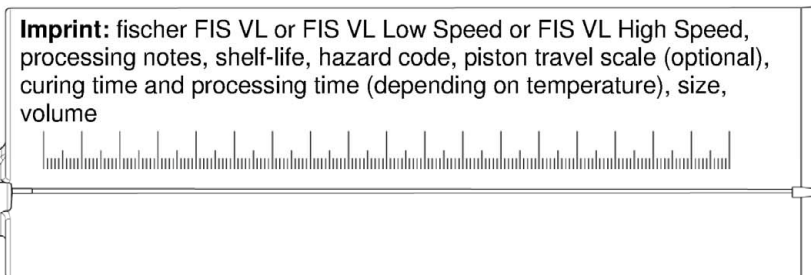 Imprint: fischer FIS VL or FIS VL Low Speed or FIS VL High Speed,
processing notes, shelf-life, hazard code, piston travel scale (optional),
curing time and processing time (depending on temperature), size,
volume